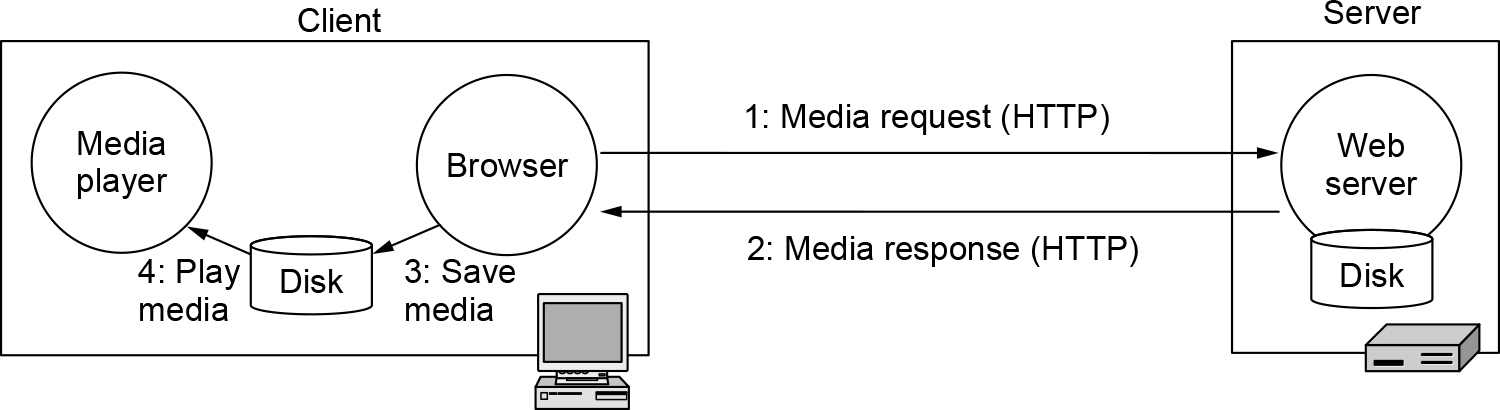 Client
Server
Media
player
Browser
1: Media request (HTTP)
Web
server
2: Media response (HTTP)
4: Play
media
Disk
3: Save
media
Disk